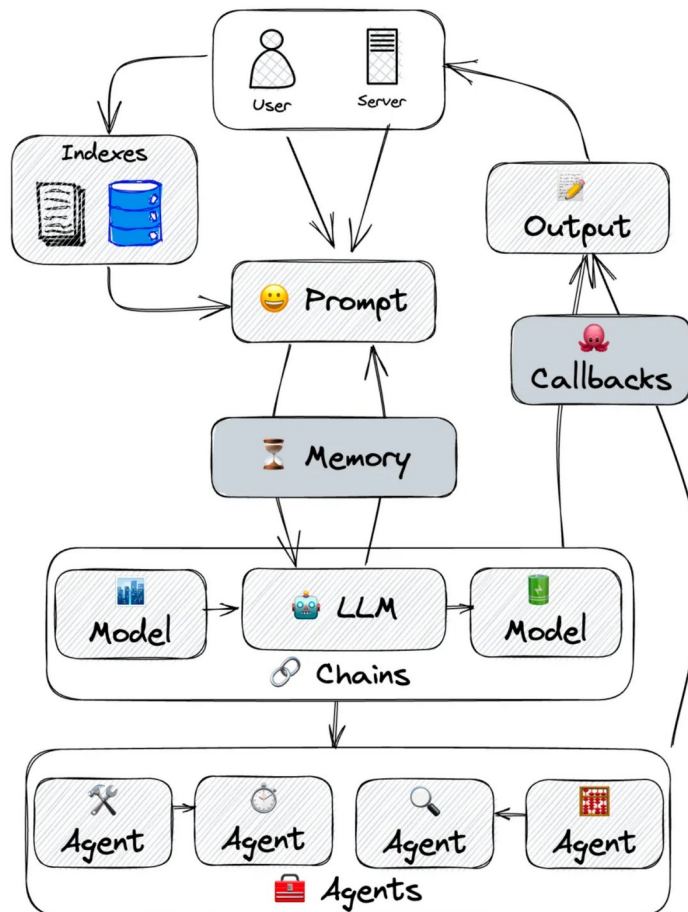 User
Server
Indexes
Output
Prompt
Callbacks
Memory
Model
LLM
Model
Chains
Agent
Agent
Agent
Agent
Agents